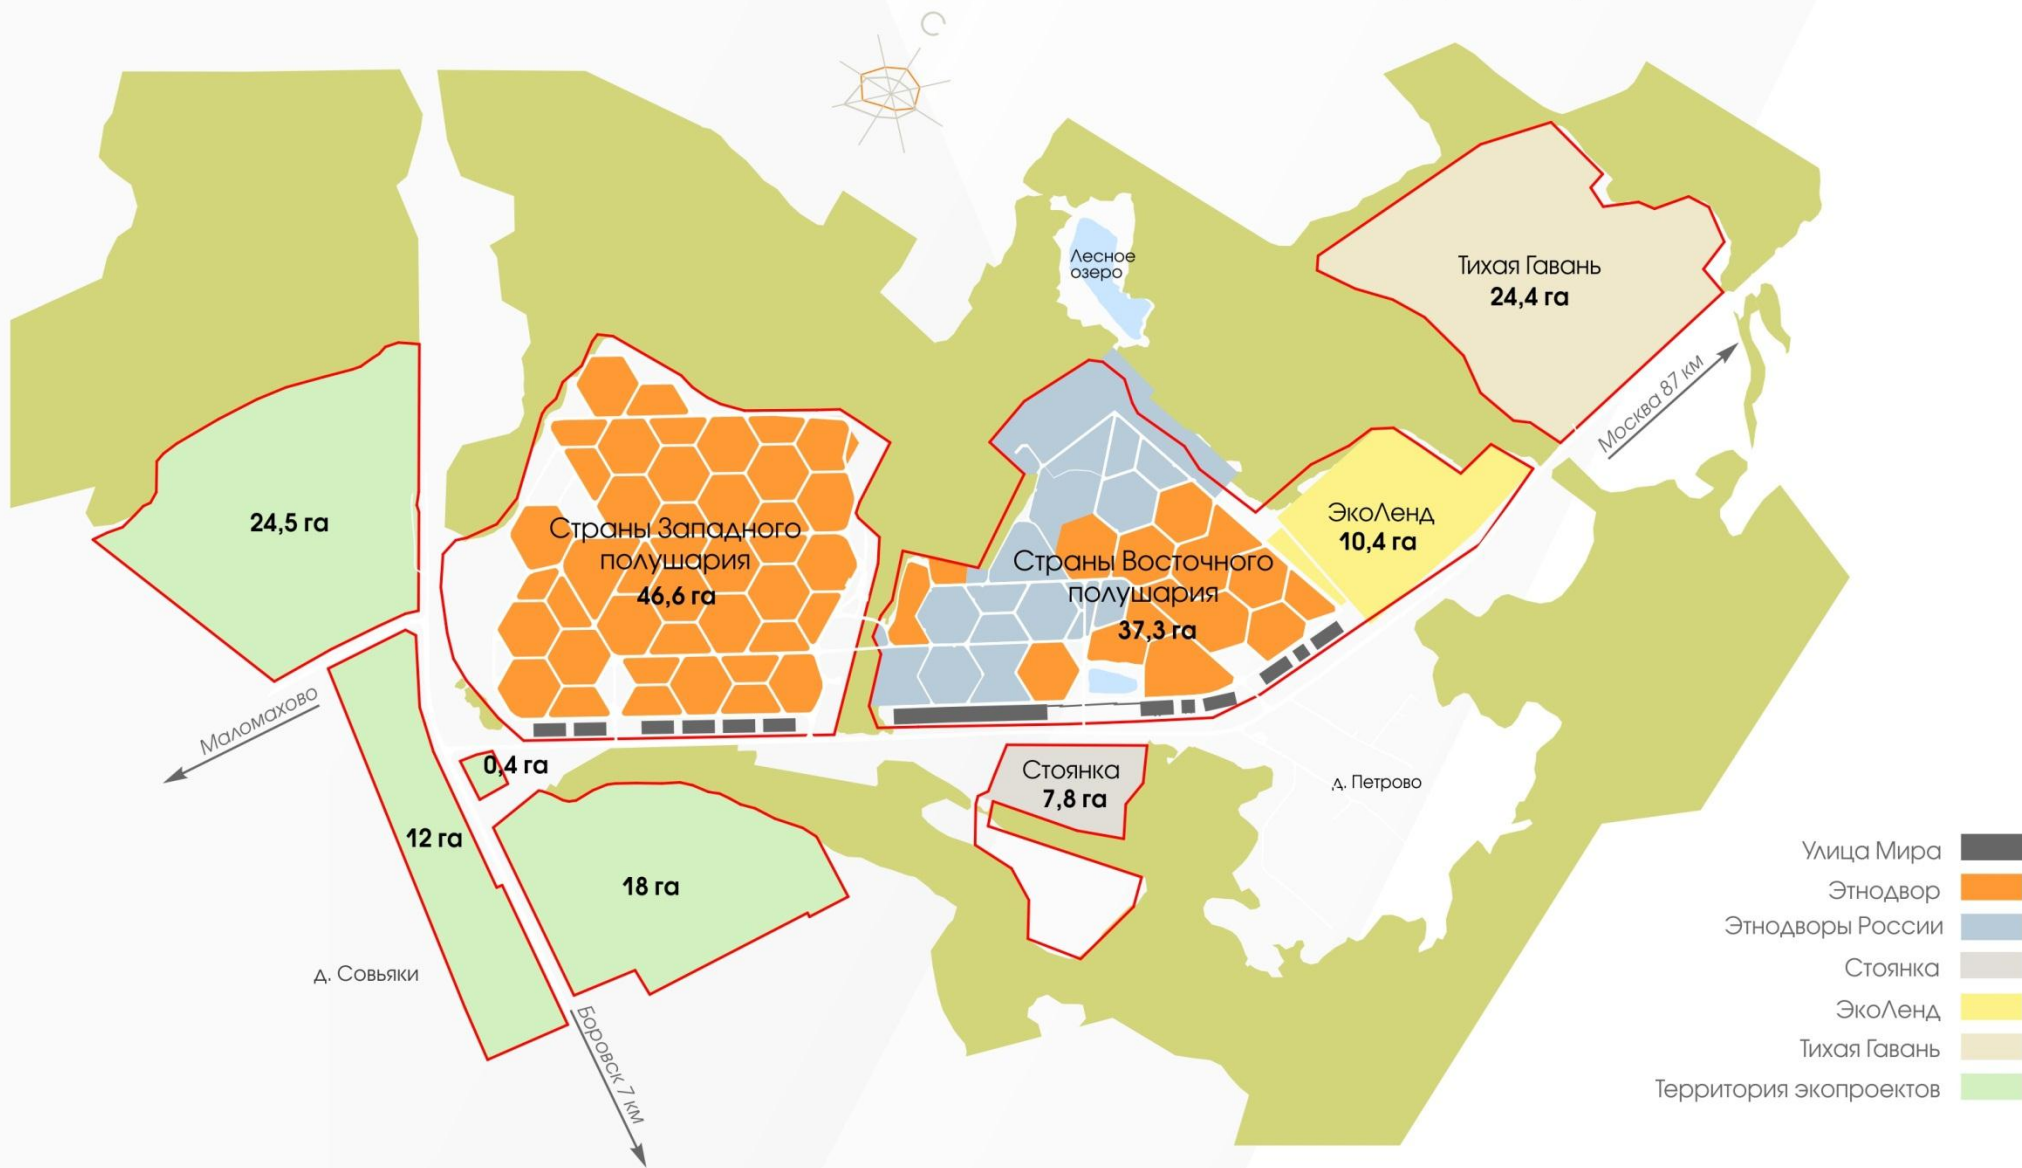 Лесное
озеро
Тихая Гавань
24,4 га
Москва 87 км
24,5 га
Страны Западного
полушария
46,6 га
Страны Восточного
полушария
37,3 га
ЭкоЛенд
10,4 га
Маломахово
0,4 га
Стоянка
7,8 га
д. Петрово
12 га
18 га
д. Совьяки
Боровск 7 км
Улица Мира
Этнодвор
Этнодворы России
Стоянка
ЭкоЛенд
Тихая Гавань
Территория экопроектов